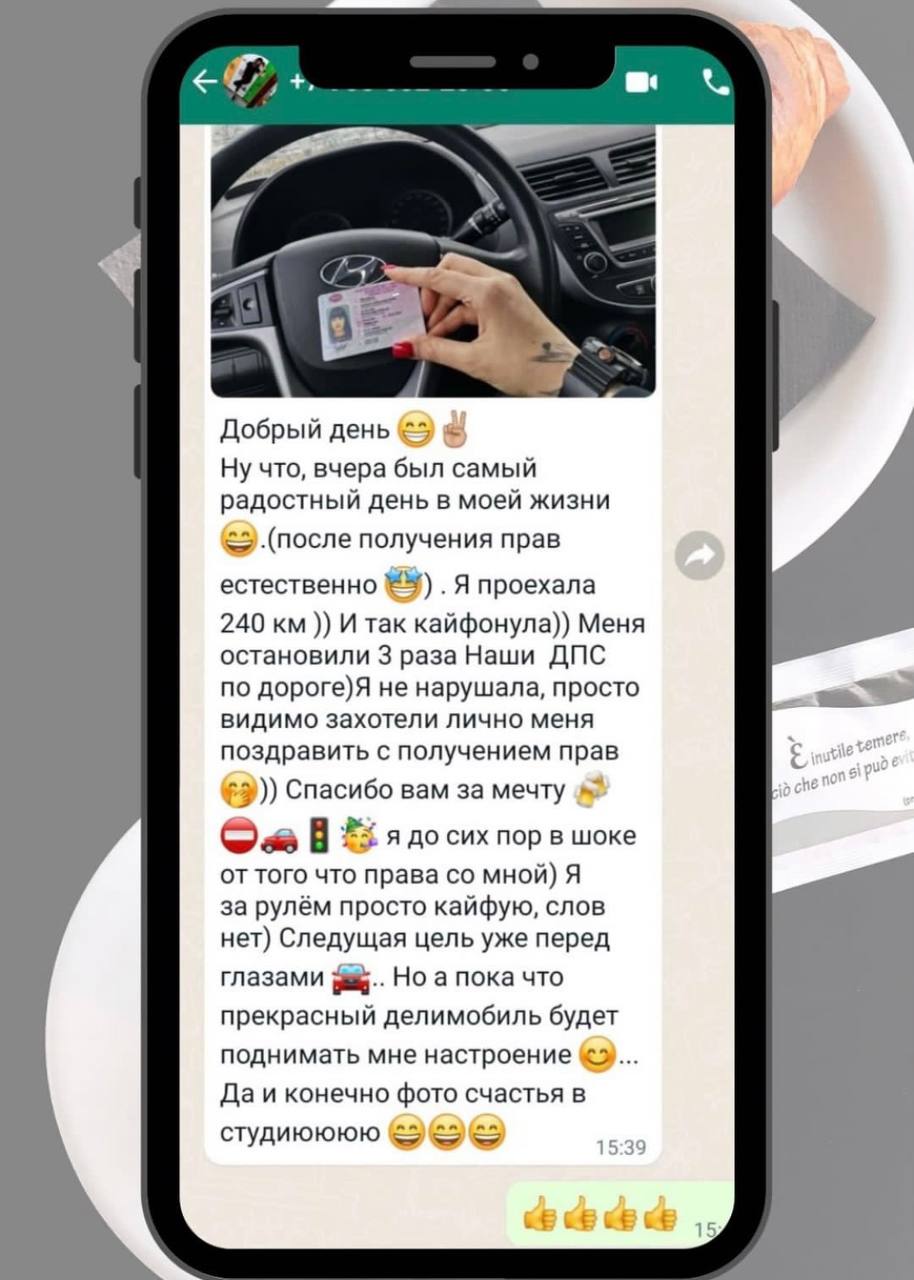 Добрый день 😁✌🏼
Ну что, вчера был самый
радостный день в моей жизни
😄.(после получения прав
естественно 🤩) . Я проехала
240 км )) И так кайфонула)) Меня
остановили 3 раза Наши ДПС
по дороге)Я не нарушала, просто
видимо захотели лично меня
поздравить с получением прав
🤭)) Спасибо вам за мечту 🍻
⛔🚗🚦🥳 я до сих пор в шоке
от того что права со мной) Я
за рулём просто кайфую, слов
нет) Следущая цель уже перед
глазами 🚘.. Но а пока что
прекрасный делимобиль будет
поднимать мне настроение 😊...
Да и конечно фото счастья в
студиюююю 😄😄😄
15:39
👍👍👍👍 15:
È inutile temere,
ciò che non si può evit